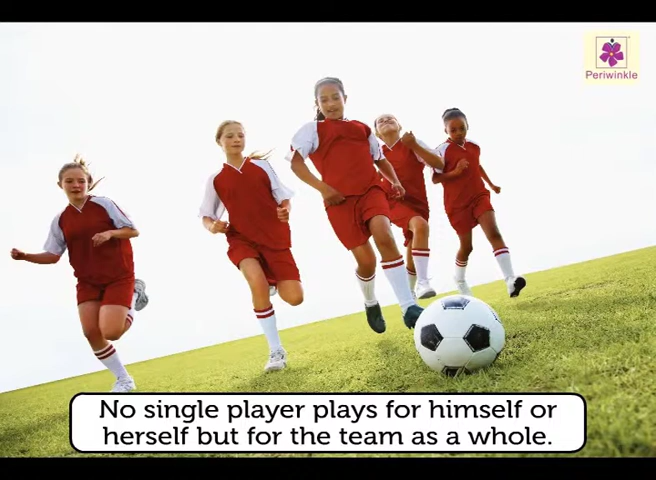 Periwinkle
No single player plays for himself or
herself but for the team as a whole.